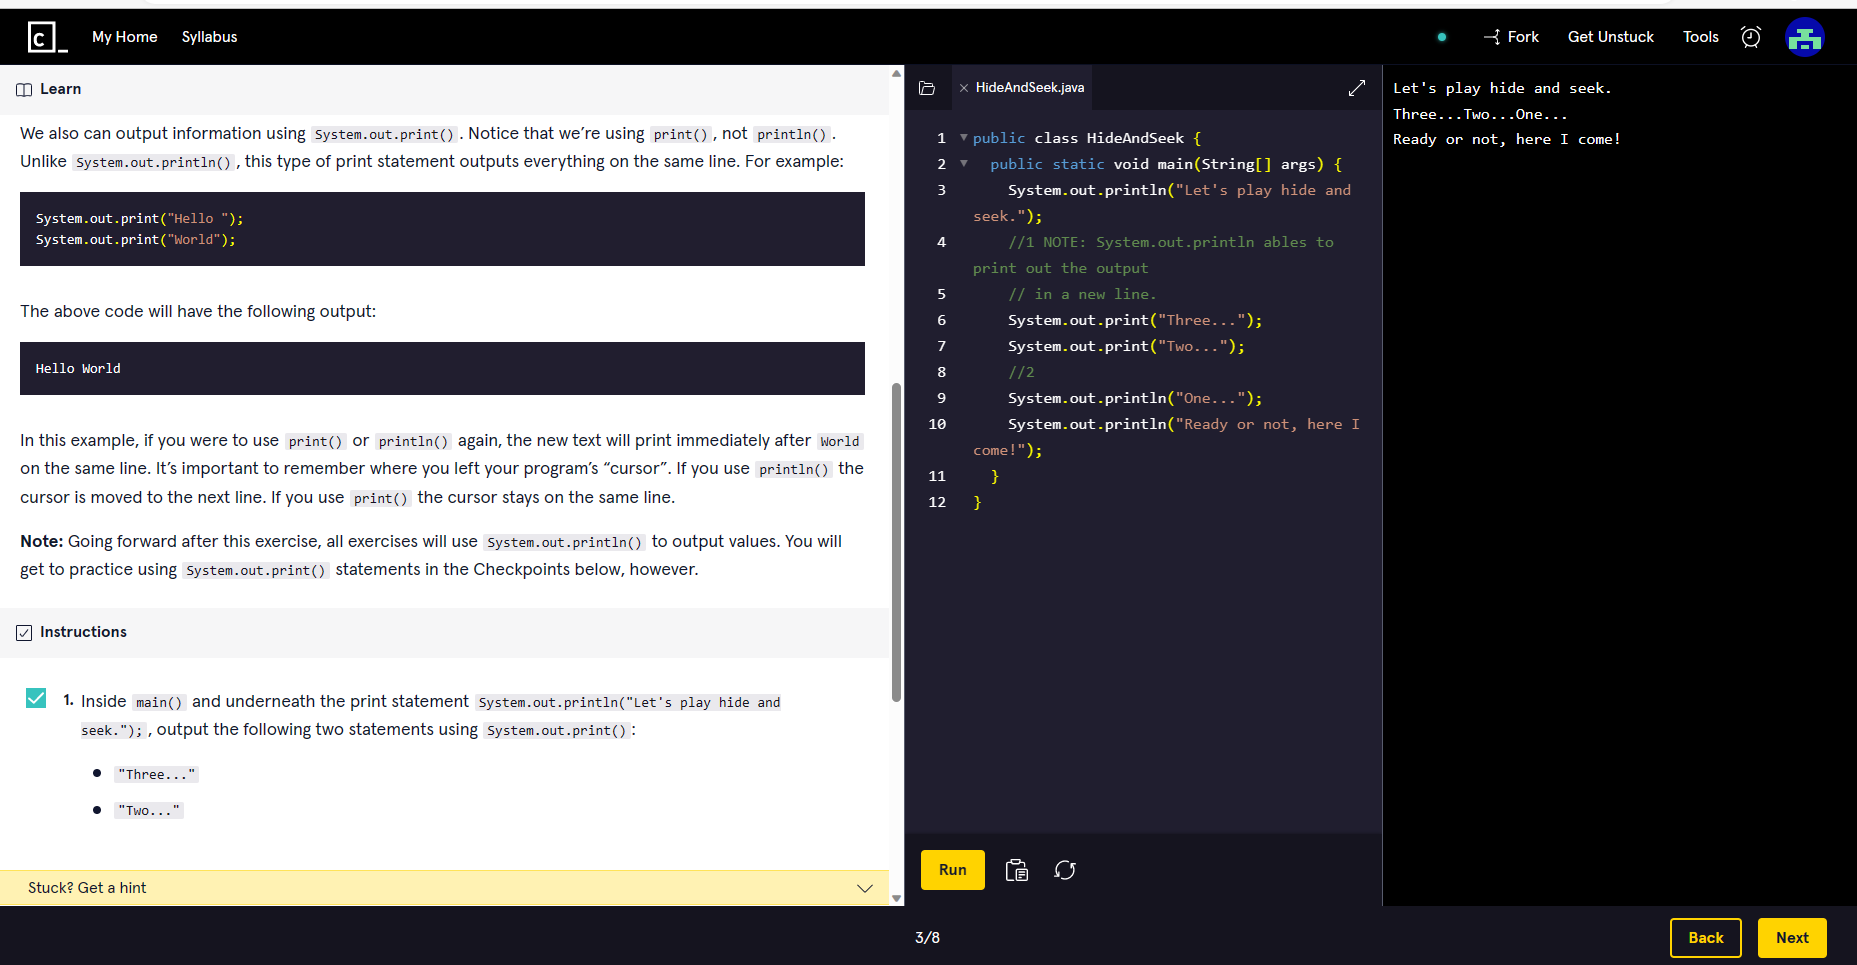 My Home Syllabus
Fork Get Unstuck Tools
Learn
We also can output information using System.out.print(). Notice that we’re using print(), not println().
Unlike System.out.println(), this type of print statement outputs everything on the same line. For example:
System.out.print("Hello ");
System.out.print("World");
The above code will have the following output:
Hello World
In this example, if you were to use print() or println() again, the new text will print immediately after World
on the same line. It’s important to remember where you left your program’s “cursor”. If you use println() the
cursor is moved to the next line. If you use print() the cursor stays on the same line.
Note: Going forward after this exercise, all exercises will use System.out.println() to output values. You will
get to practice using System.out.print() statements in the Checkpoints below, however.
Instructions
1. Inside main() and underneath the print statement System.out.println("Let's play hide and
seek.");, output the following two statements using System.out.print():
"Three..."
"Two..."
Stuck? Get a hint
HideAndSeek.java
1 public class HideAndSeek {
2 public static void main(String[] args) {
3 System.out.println("Let's play hide and
seek.");
4 //1 NOTE: System.out.println ables to
print out the output
5 // in a new line.
6 System.out.print("Three...");
7 System.out.print("Two...");
8 //2
9 System.out.println("One...");
10 System.out.println("Ready or not, here I
come!");
11 }
12 }
Run
Let's play hide and seek.
Three...Two...One...
Ready or not, here I come!
3/8
Back Next